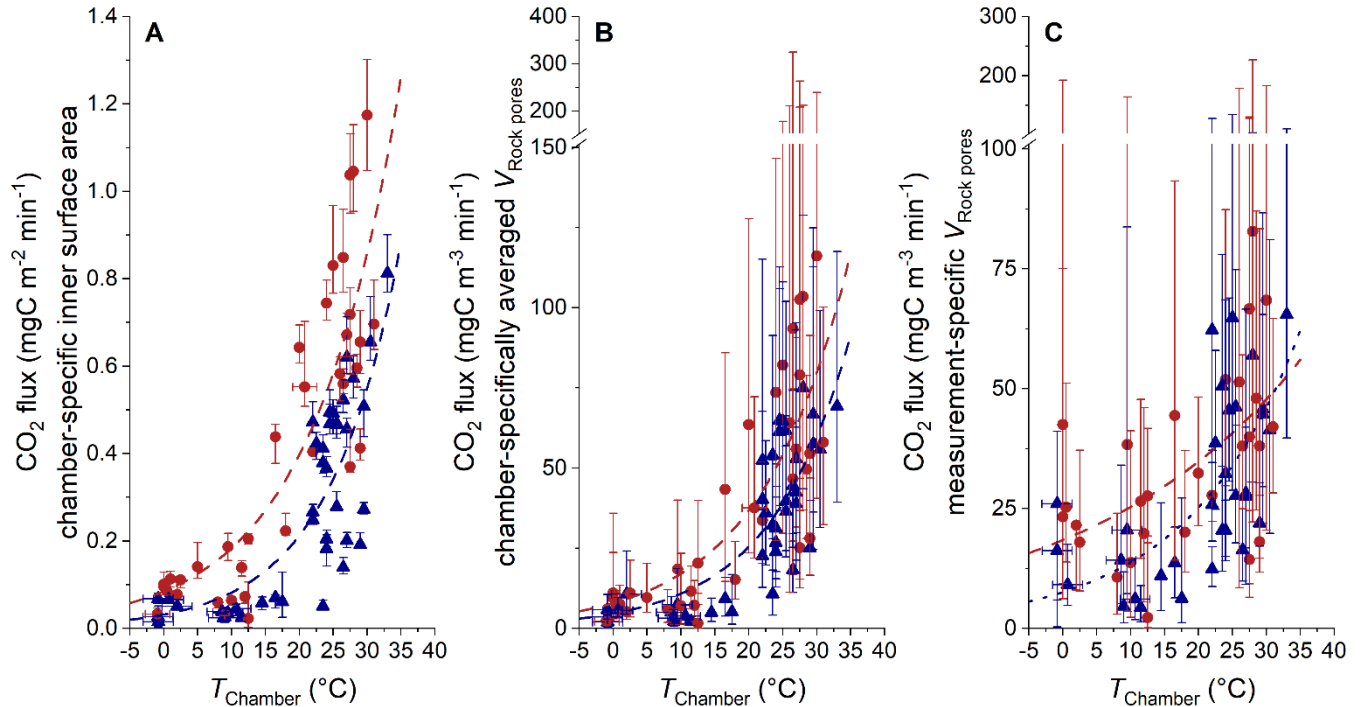 A
CO2 flux (mgC m-2 min-1)
chamber-specific inner surface area
1.4
1.2
1.0
0.8
0.6
0.4
0.2
0.0
-5 0 5 10 15 20 25 30 35 40
TChamber (°C)
B
CO2 flux (mgC m-3 min-1)
chamber-specifically averaged VRock pores
400
300
200
150
100
50
0
-5 0 5 10 15 20 25 30 35 40
TChamber (°C)
C
CO2 flux (mgC m-3 min-1)
measurement-specific VRock pores
300
200
100
75
50
25
0
-5 0 5 10 15 20 25 30 35 40
TChamber (°C)